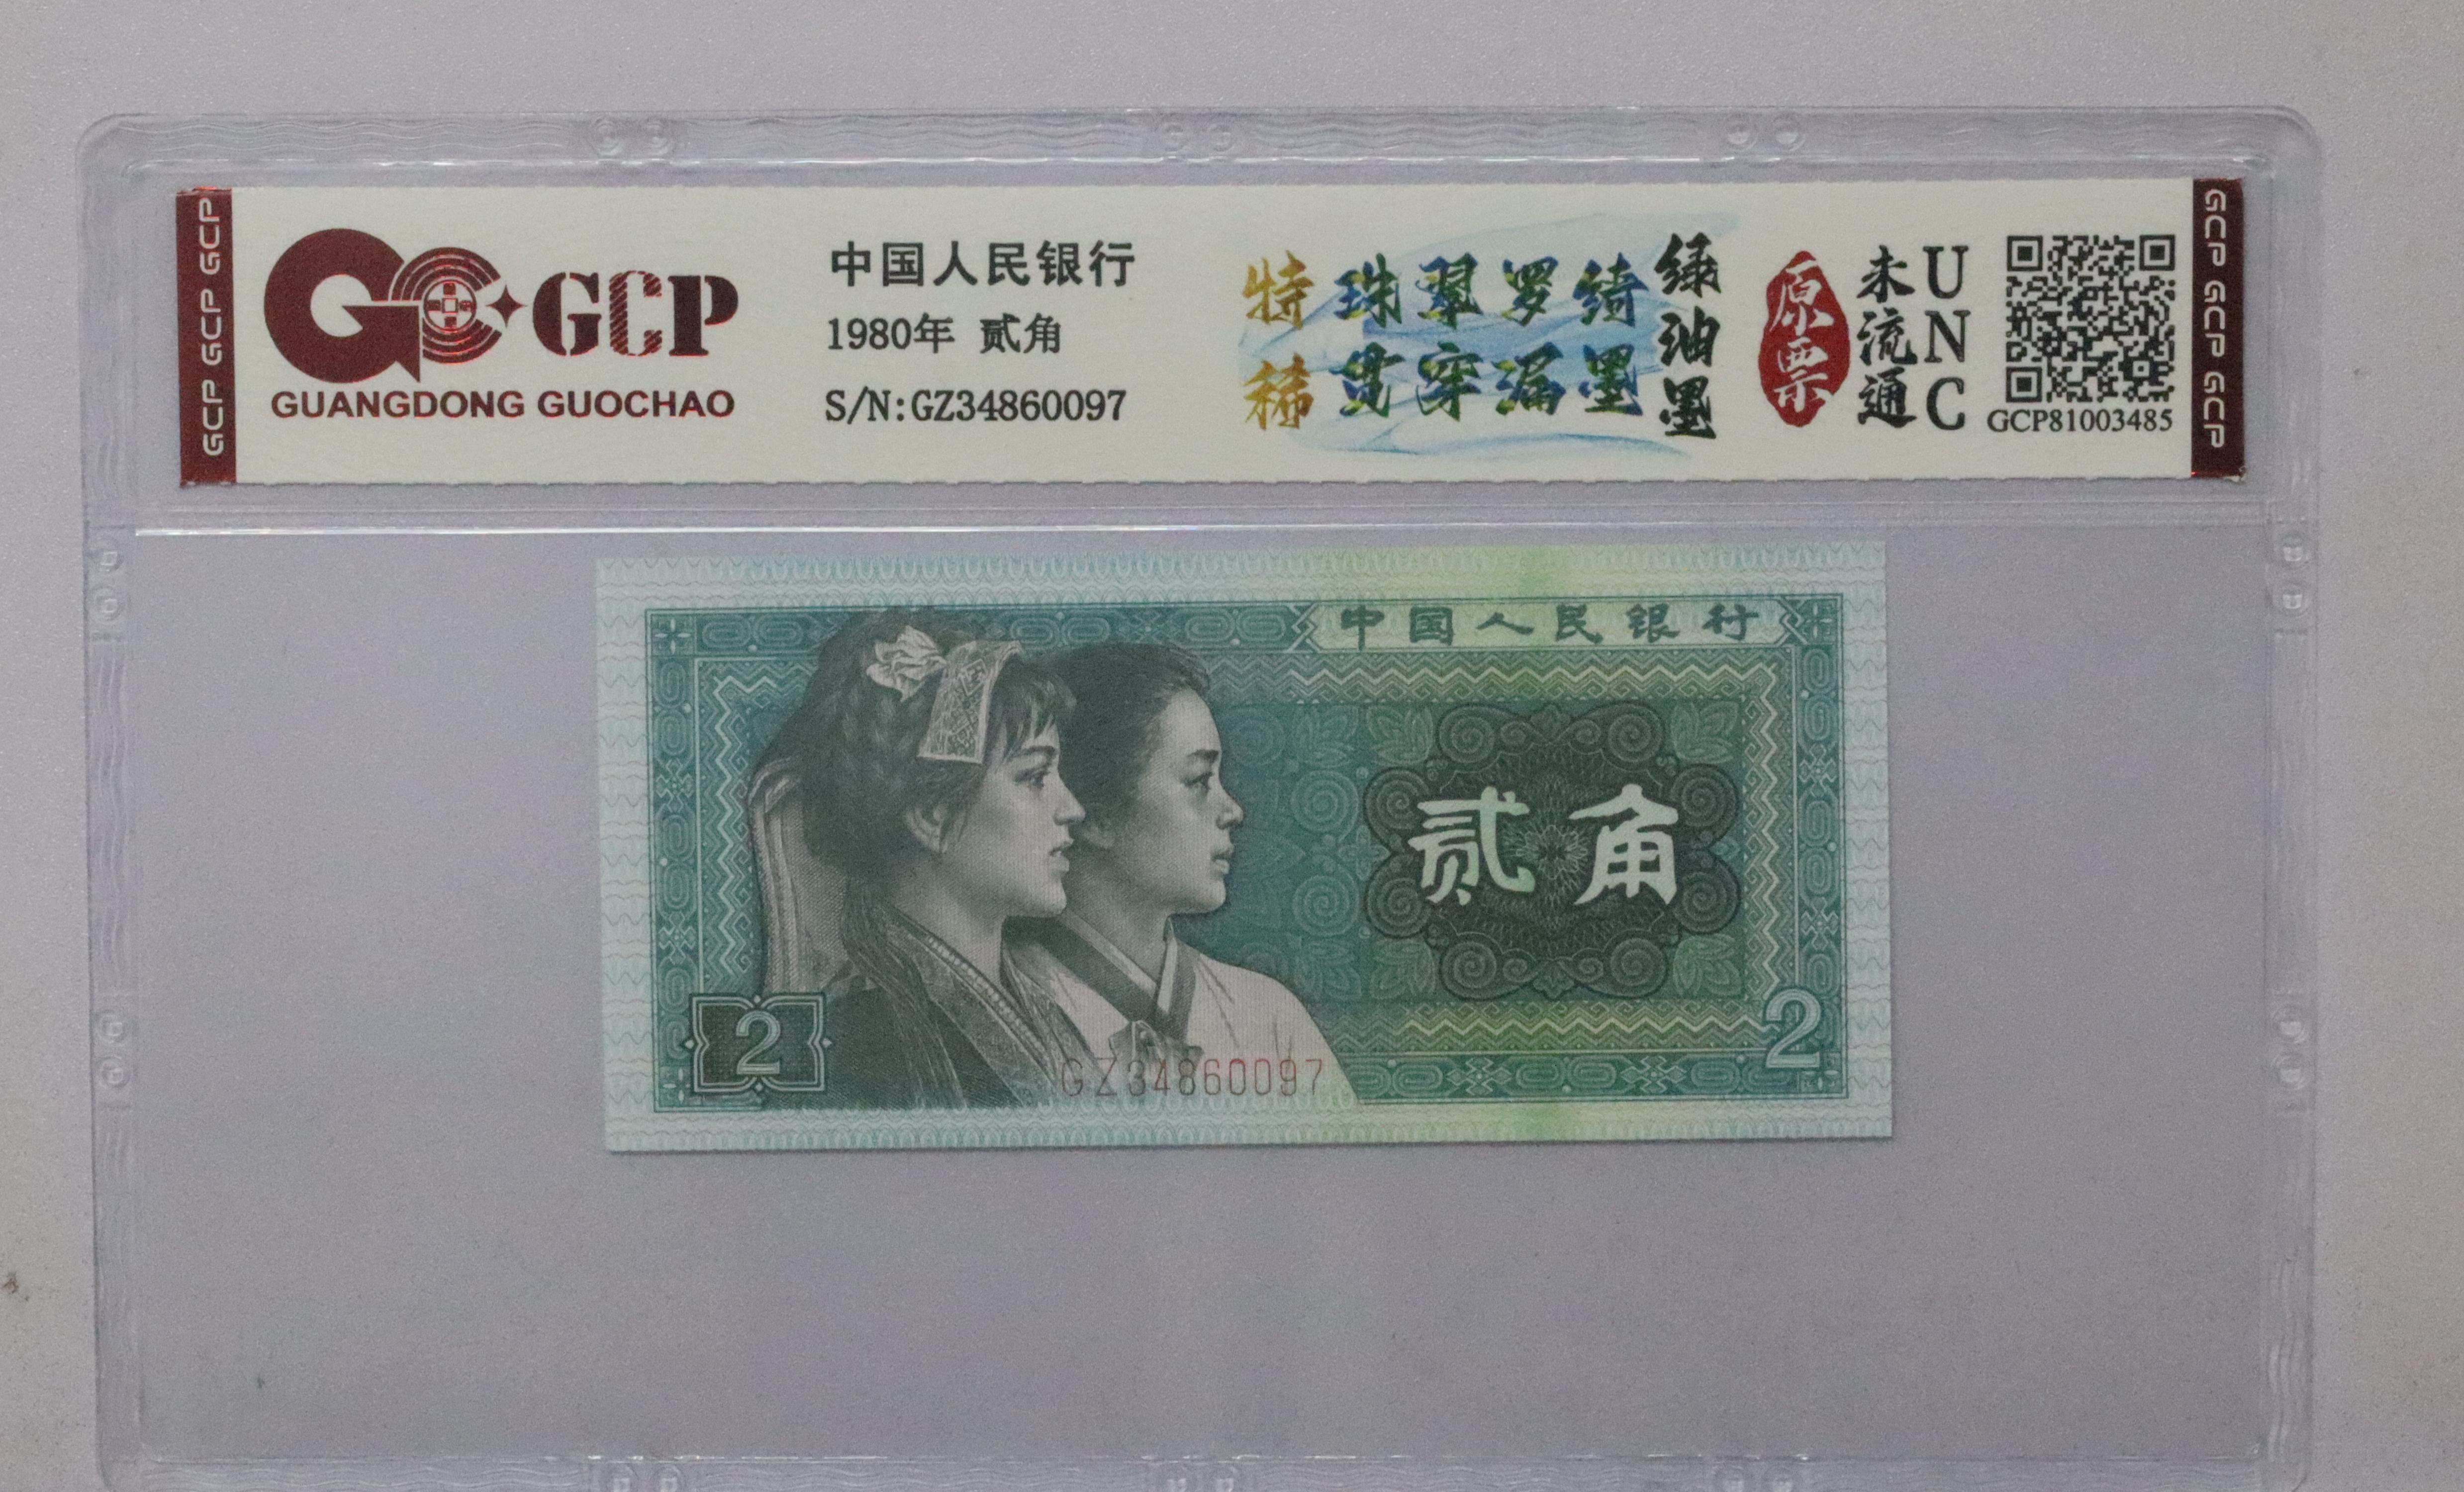 GCP GCP GCP
GCP
GUANGDONG GUOCHAO
中国人民银行
1980年 贰角
S/N:GZ34860097
特稀
珠翠罗绮
贯穿漏墨
绿油墨
原票
未流通
UNC
GCP81003485
GCP GCP GCP
中国人民银行
贰角
2
GZ34860097
2